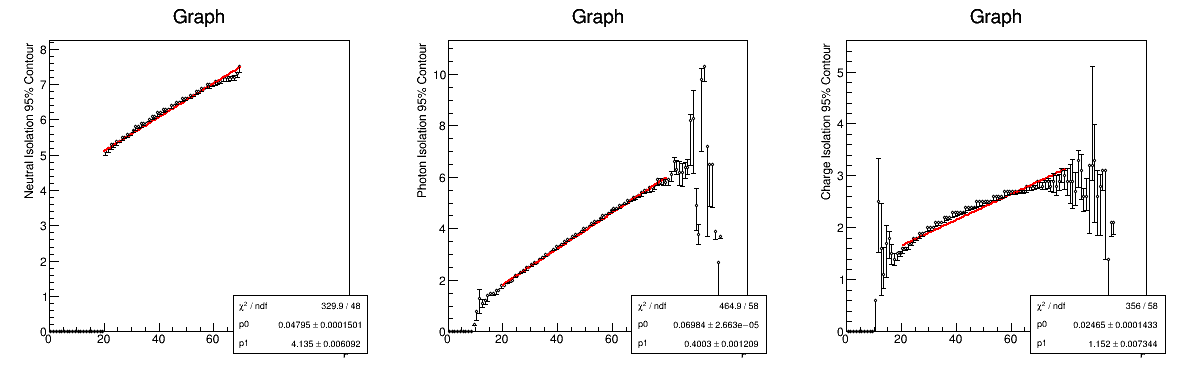 Graph
Neutral Isolation 95% Contour
8
7
6
5
4
3
2
1
0
0 20 40 60
χ² / ndf 329.9 / 48
p0 0.04795 ± 0.0001501
p1 4.135 ± 0.006092
Graph
Photon Isolation 95% Contour
10
8
6
4
2
0
0 20 40 60
χ² / ndf 464.9 / 58
p0 0.06984 ± 2.663e−05
p1 0.4003 ± 0.001209
Graph
Charge Isolation 95% Contour
5
4
3
2
1
0
0 20 40 60
χ² / ndf 356 / 58
p0 0.02465 ± 0.0001433
p1 1.152 ± 0.007344